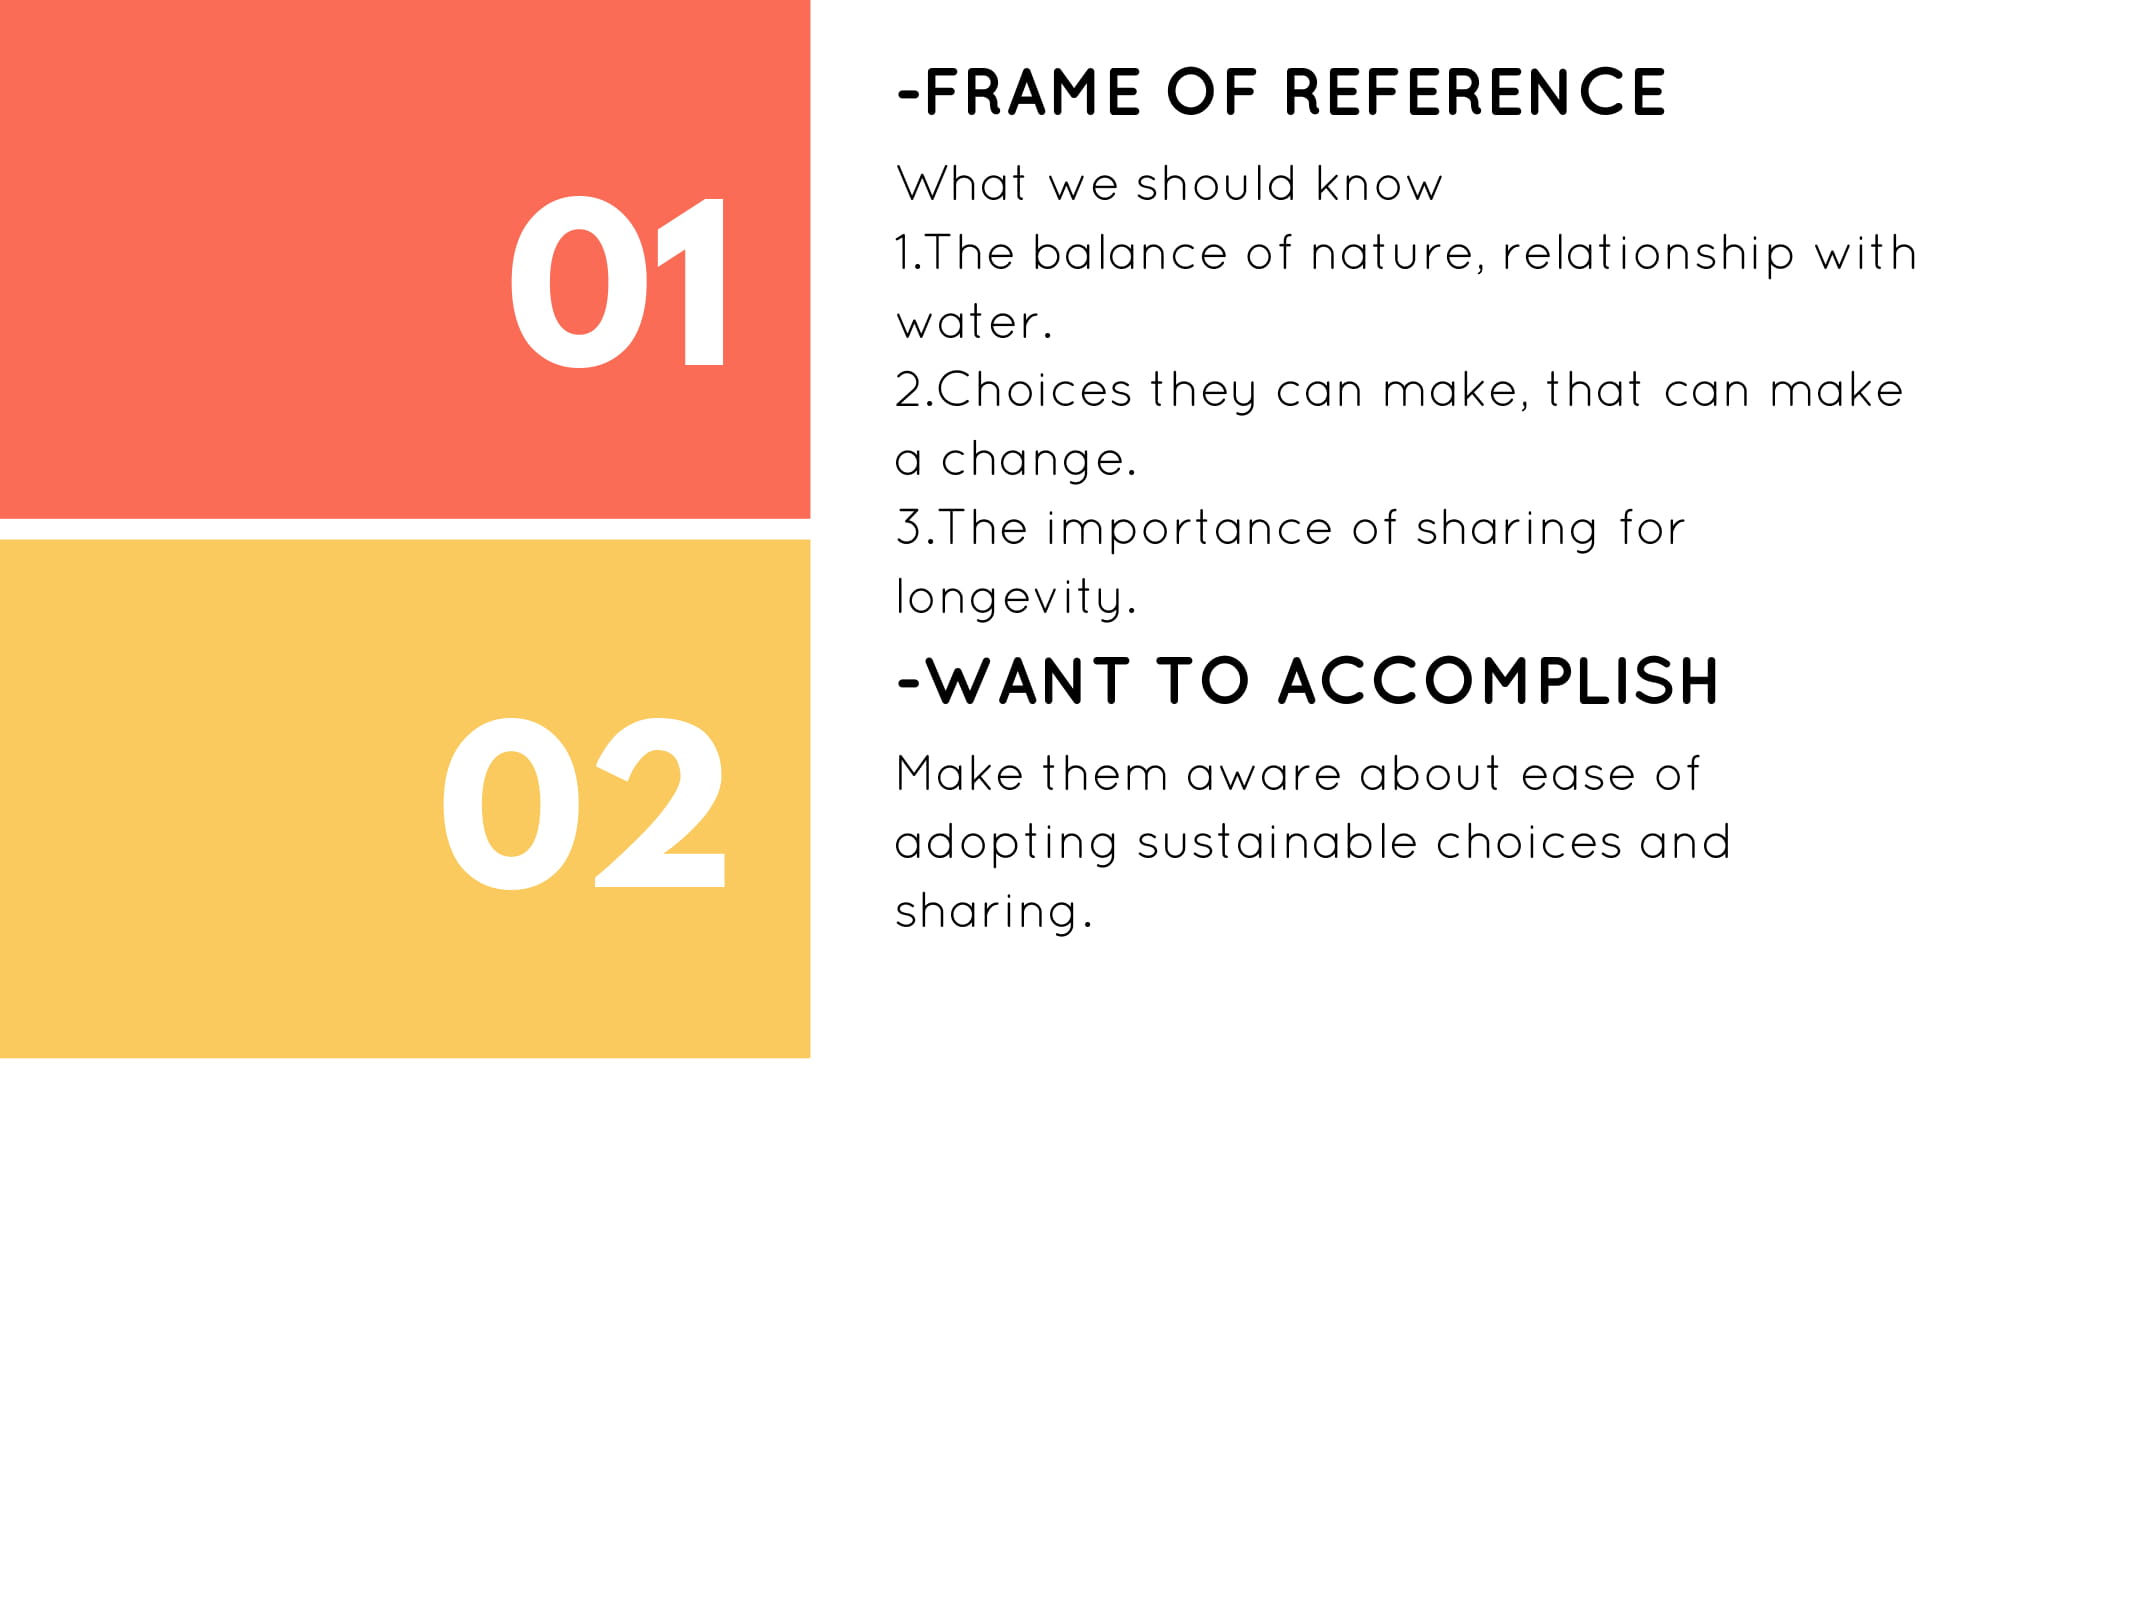 01
-FRAME OF REFERENCE
What we should know
1.The balance of nature, relationship with
water.
2.Choices they can make, that can make
a change.
3.The importance of sharing for
longevity.
02
-WANT TO ACCOMPLISH
Make them aware about ease of
adopting sustainable choices and
sharing.